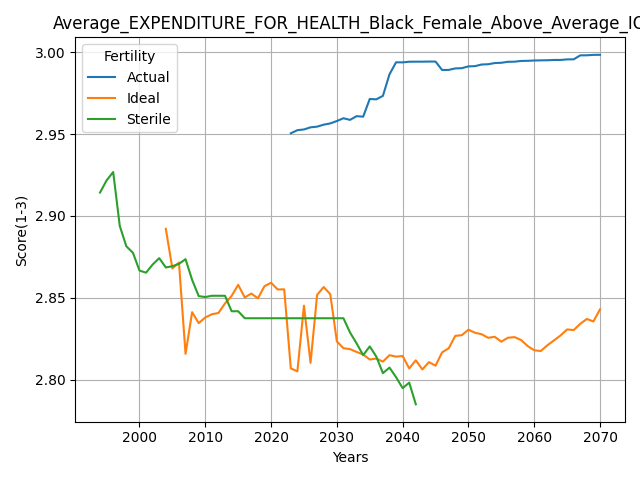 Average_EXPENDITURE_FOR_HEALTH_Black_Female_Above_Average_IQ
Fertility
Actual
Ideal
Sterile
Score(1-3)
3.00
2.95
2.90
2.85
2.80
2000 2010 2020 2030 2040 2050 2060 2070
Years